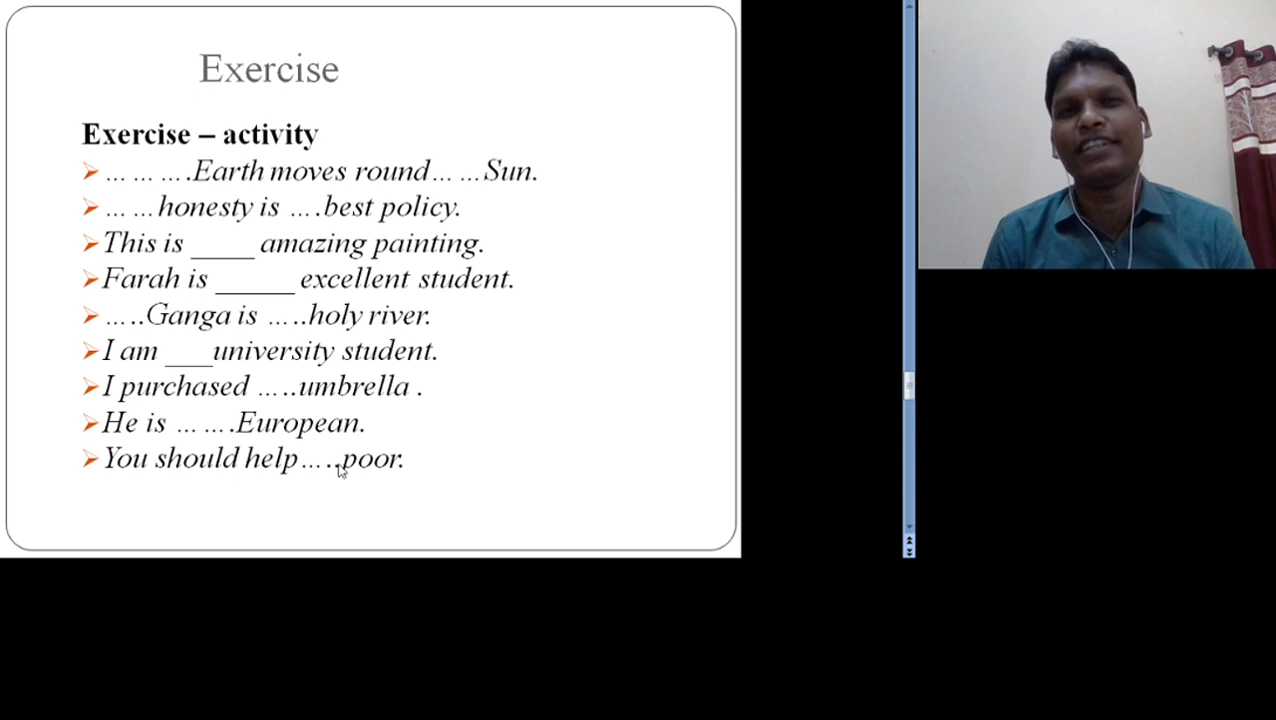 Exercise
Exercise – activity
… … ….Earth moves round… …Sun.
… …honesty is ….best policy.
This is _____ amazing painting.
Farah is ______ excellent student.
…..Ganga is …..holy river.
I am ____university student.
I purchased …..umbrella .
He is … ….European.
You should help…..poor.